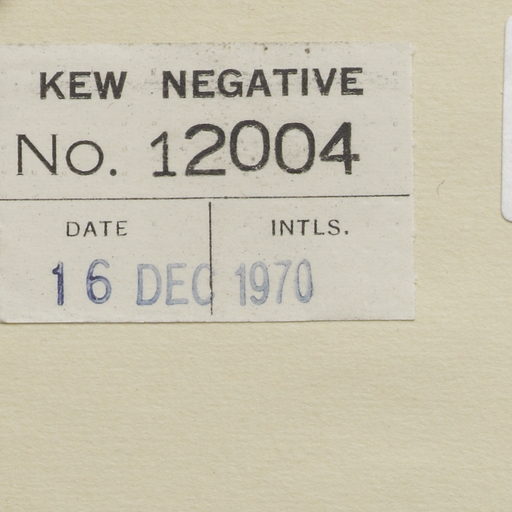 KEW NEGATIVE
No. 12004
DATE INTLS.
16 DEC 1970